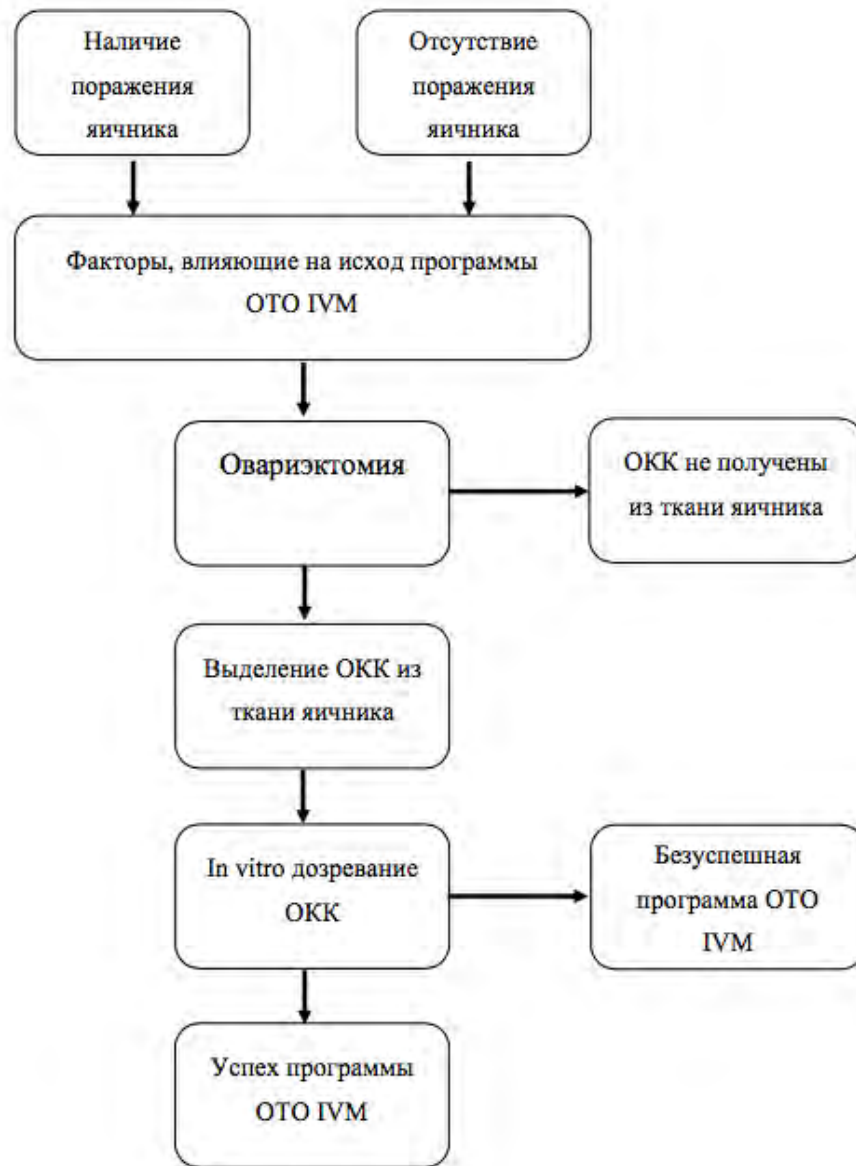 Наличие
поражения
яичника
Отсутствие
поражения
яичника
Факторы, влияющие на исход программы
ОТО IVM
Овариэктомия
ОКК не получены
из ткани яичника
Выделение ОКК из
ткани яичника
In vitro дозревание
ОКК
Безуспешная
программа ОТО
IVM
Успех программы
ОТО IVM